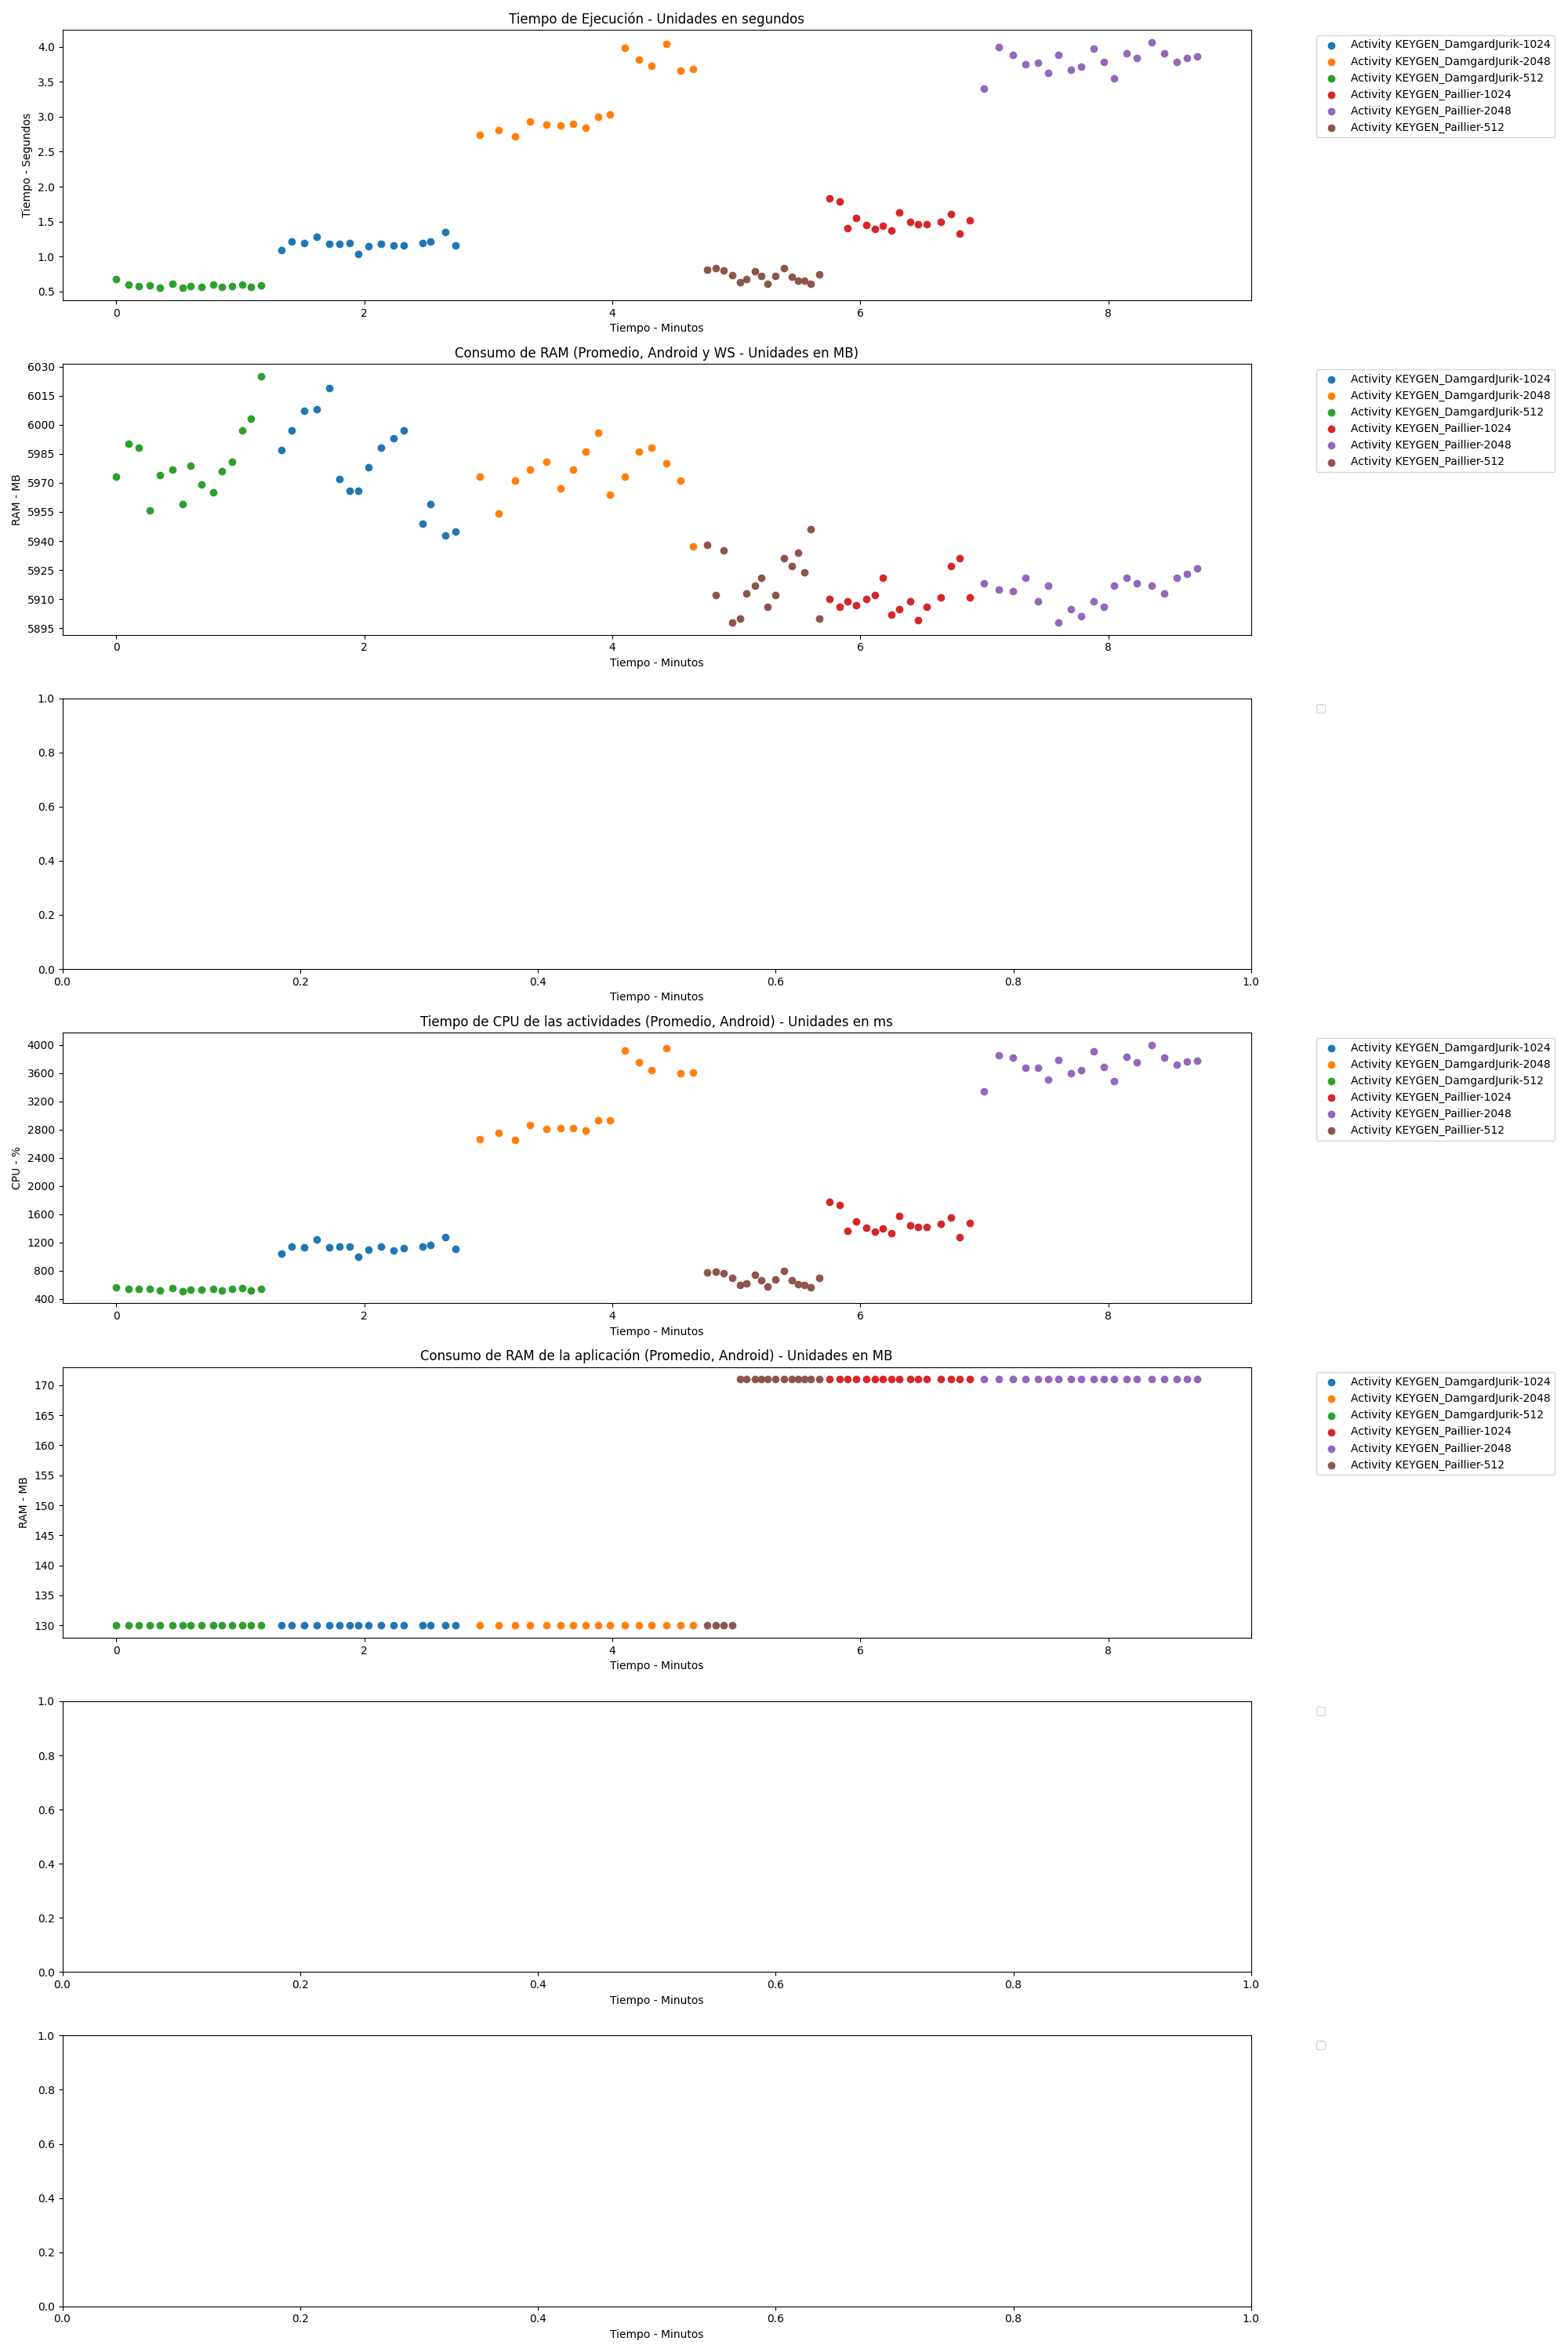 Tiempo de Ejecución - Unidades en segundos
4.0
3.5
3.0
2.5
2.0
1.5
1.0
0.5
Tiempo - Segundos
0 2 4 6 8
Tiempo - Minutos
Activity KEYGEN_DamgardJurik-1024
Activity KEYGEN_DamgardJurik-2048
Activity KEYGEN_DamgardJurik-512
Activity KEYGEN_Paillier-1024
Activity KEYGEN_Paillier-2048
Activity KEYGEN_Paillier-512
Consumo de RAM (Promedio, Android y WS - Unidades en MB)
6030
6015
6000
5985
5970
5955
5940
5925
5910
5895
RAM - MB
0 2 4 6 8
Tiempo - Minutos
Activity KEYGEN_DamgardJurik-1024
Activity KEYGEN_DamgardJurik-2048
Activity KEYGEN_DamgardJurik-512
Activity KEYGEN_Paillier-1024
Activity KEYGEN_Paillier-2048
Activity KEYGEN_Paillier-512
1.0
0.8
0.6
0.4
0.2
0.0
0.0 0.2 0.4 0.6 0.8 1.0
Tiempo - Minutos
Tiempo de CPU de las actividades (Promedio, Android) - Unidades en ms
4000
3600
3200
2800
2400
2000
1600
1200
800
400
CPU - %
0 2 4 6 8
Tiempo - Minutos
Activity KEYGEN_DamgardJurik-1024
Activity KEYGEN_DamgardJurik-2048
Activity KEYGEN_DamgardJurik-512
Activity KEYGEN_Paillier-1024
Activity KEYGEN_Paillier-2048
Activity KEYGEN_Paillier-512
Consumo de RAM de la aplicación (Promedio, Android) - Unidades en MB
170
165
160
155
150
145
140
135
130
RAM - MB
0 2 4 6 8
Tiempo - Minutos
Activity KEYGEN_DamgardJurik-1024
Activity KEYGEN_DamgardJurik-2048
Activity KEYGEN_DamgardJurik-512
Activity KEYGEN_Paillier-1024
Activity KEYGEN_Paillier-2048
Activity KEYGEN_Paillier-512
1.0
0.8
0.6
0.4
0.2
0.0
0.0 0.2 0.4 0.6 0.8 1.0
Tiempo - Minutos
1.0
0.8
0.6
0.4
0.2
0.0
0.0 0.2 0.4 0.6 0.8 1.0
Tiempo - Minutos